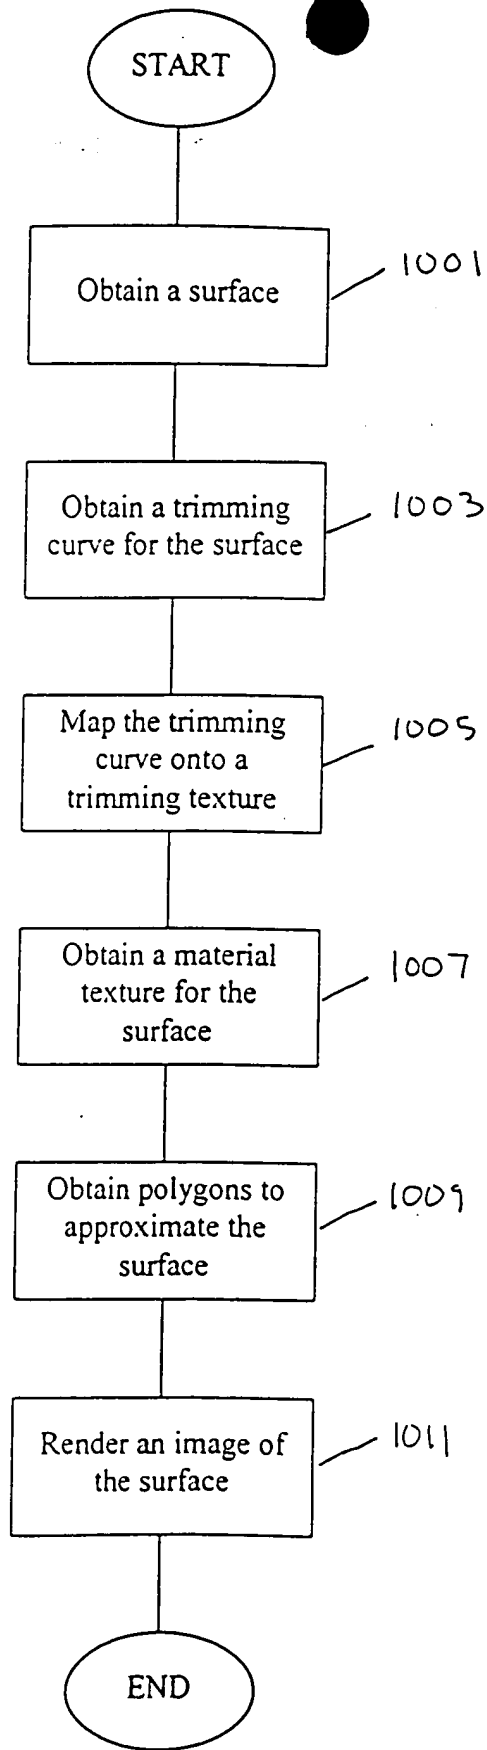 START
Obtain a surface
1001
Obtain a trimming
curve for the surface
1003
Map the trimming
curve onto a
trimming texture
1005
Obtain a material
texture for the
surface
1007
Obtain polygons to
approximate the
surface
1009
Render an image of
the surface
1011
END